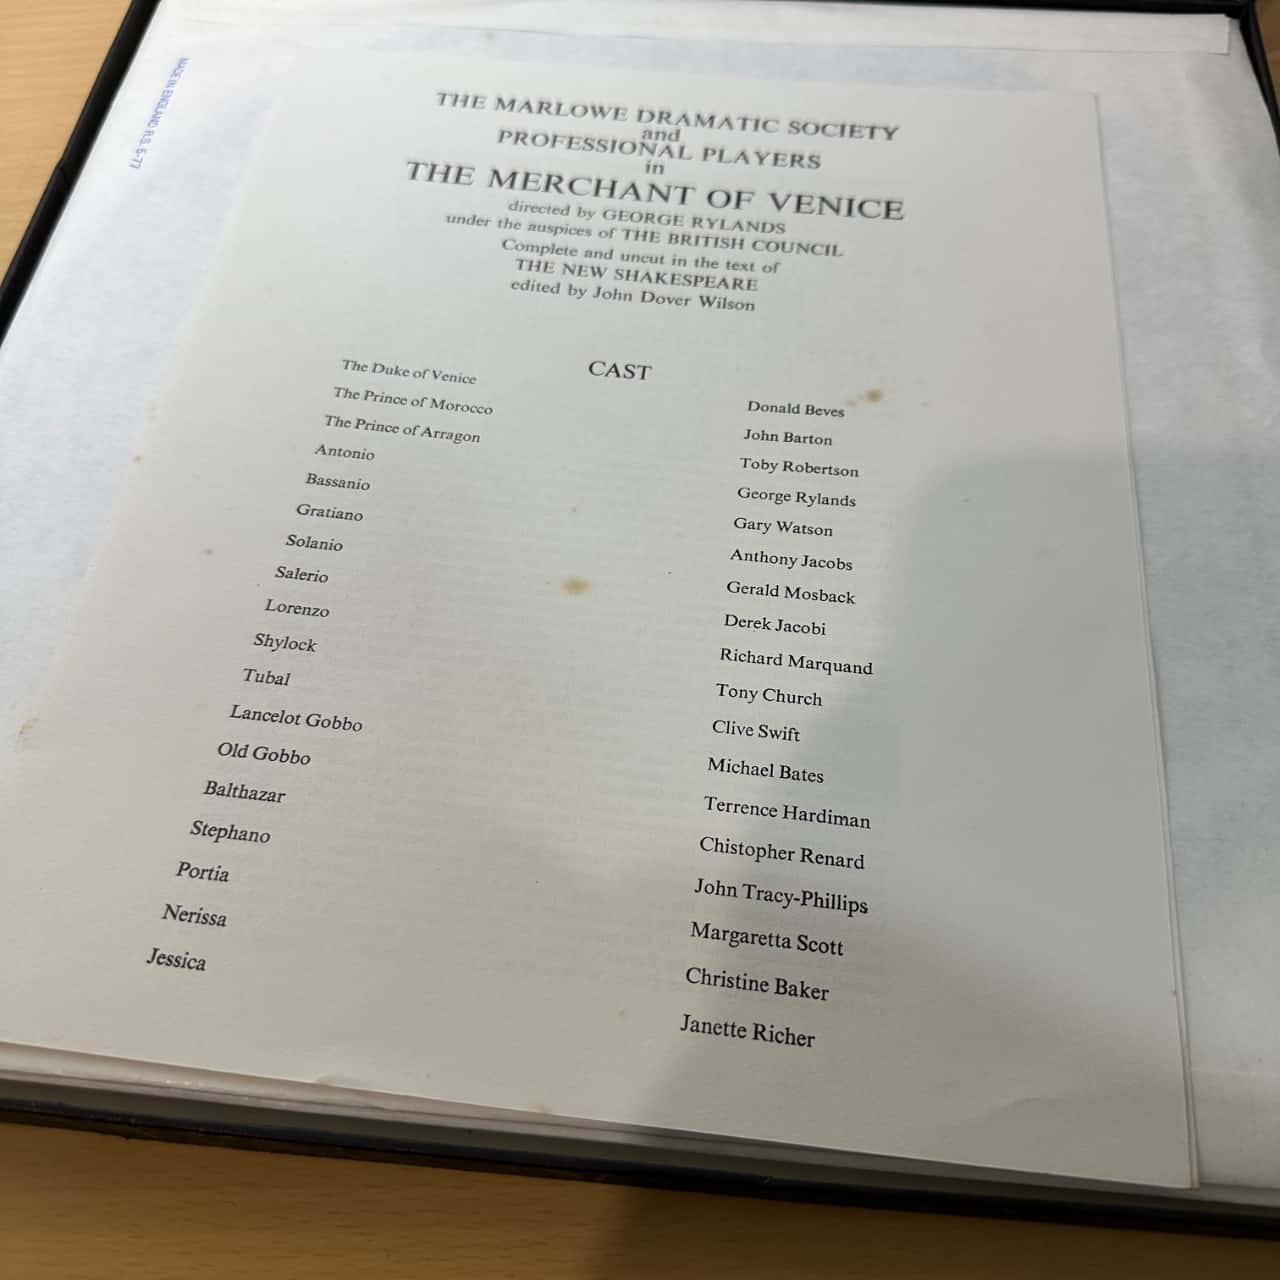 MADE IN ENGLAND R.S. 5-77
THE MARLOWE DRAMATIC SOCIETY
and
PROFESSIONAL PLAYERS
in
THE MERCHANT OF VENICE
directed by GEORGE RYLANDS
under the auspices of THE BRITISH COUNCIL
Complete and uncut in the text of
THE NEW SHAKESPEARE
edited by John Dover Wilson
CAST
The Duke of Venice Donald Beves
The Prince of Morocco John Barton
The Prince of Arragon Toby Robertson
Antonio George Rylands
Bassanio Gary Watson
Gratiano Anthony Jacobs
Solanio Gerald Mosback
Salerio Derek Jacobi
Lorenzo Richard Marquand
Shylock Tony Church
Tubal Clive Swift
Lancelot Gobbo Michael Bates
Old Gobbo Terrence Hardiman
Balthazar Chistopher Renard
Stephano John Tracy-Phillips
Portia Margaretta Scott
Nerissa Christine Baker
Jessica Janette Richer